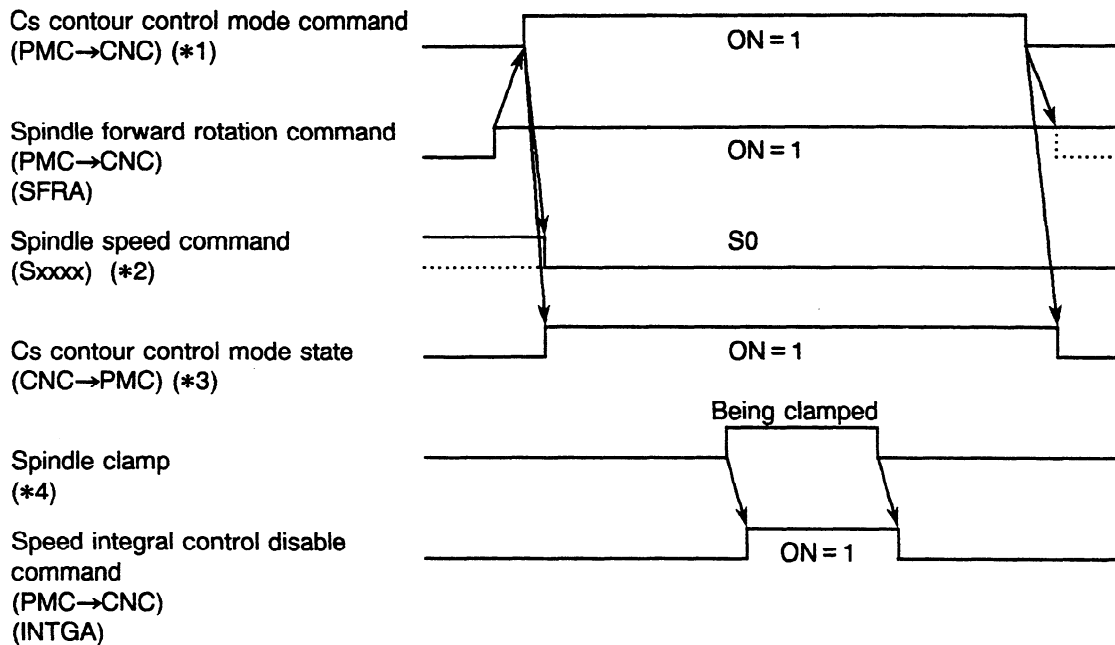 Cs contour control mode command
(PMC→CNC) (*1)
ON = 1
Spindle forward rotation command
(PMC→CNC)
(SFRA)
ON = 1
Spindle speed command
(Sxxxx) (*2)
S0
Cs contour control mode state
(CNC→PMC) (*3)
ON = 1
Being clamped
Spindle clamp
(*4)
Speed integral control disable
command
(PMC→CNC)
(INTGA)
ON = 1